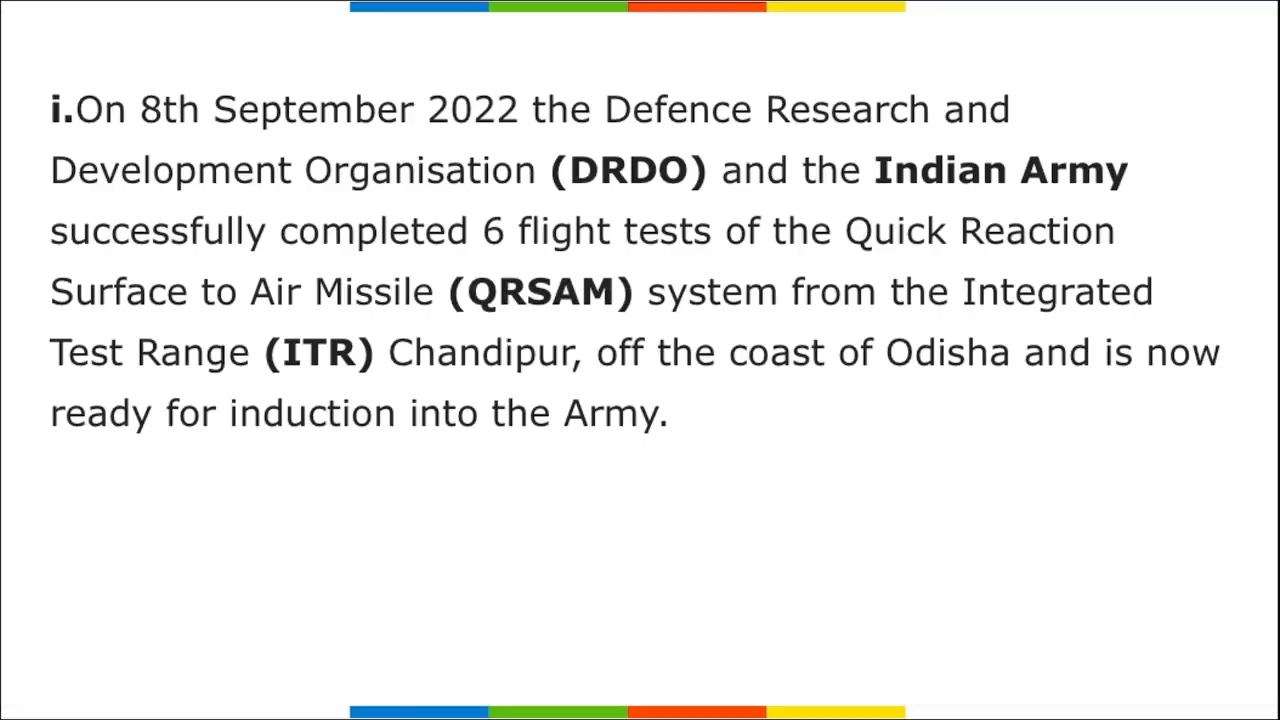 i.On 8th September 2022 the Defence Research and
Development Organisation (DRDO) and the Indian Army
successfully completed 6 flight tests of the Quick Reaction
Surface to Air Missile (QRSAM) system from the Integrated
Test Range (ITR) Chandipur, off the coast of Odisha and is now
ready for induction into the Army.